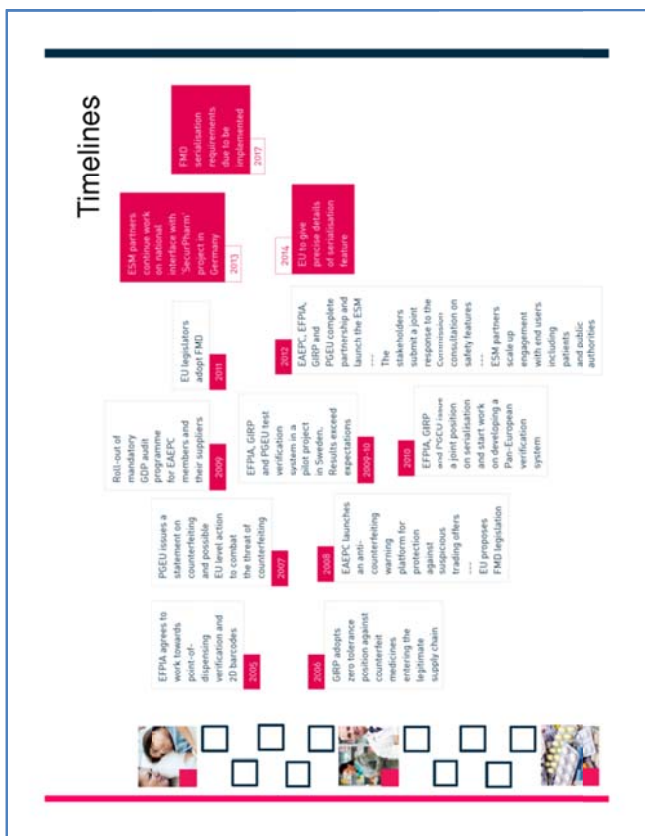 Timelines
EFPIA agrees to
work towards
point-of-
dispensing
verification and
2D barcodes
2005
2006
GIRP adopts
zero tolerance
position against
counterfeit
medicines
entering the
legitimate
supply chain
PGEU issues a
statement on
counterfeiting
and possible
EU level action
to combat
the threat of
counterfeiting
2007
2008
EAEPC launches
an anti-
counterfeiting
warning
platform for
protection
against
suspicious
trading offers
---
EU proposes
FMD legislation
Roll-out of
mandatory
GDP audit
programme
for EAEPC
members and
their suppliers
2009
EFPIA, GIRP
and PGEU test
verification
system in a
pilot project
in Sweden.
Results exceed
expectations
2009-10
2010
EFPIA, GIRP
and PGEU issue
a joint position
on serialisation
and start work
on developing a
Pan-European
verification
system
EU legislators
adopt FMD
2011
2012
EAEPC, EFPIA,
GIRP and
PGEU complete
partnership and
launch the ESM
---
The
stakeholders
submit a joint
response to the
Commission
consultation on
safety features
---
ESM partners
scale up
engagement
with end users
including
patients
and public
authorities
ESM partners
continue work
on national
interface with
'SecurPharm'
project in
Germany
2013
2014
EU to give
precise details
of serialisation
feature
FMD
serialisation
requirements
due to be
implemented
2017